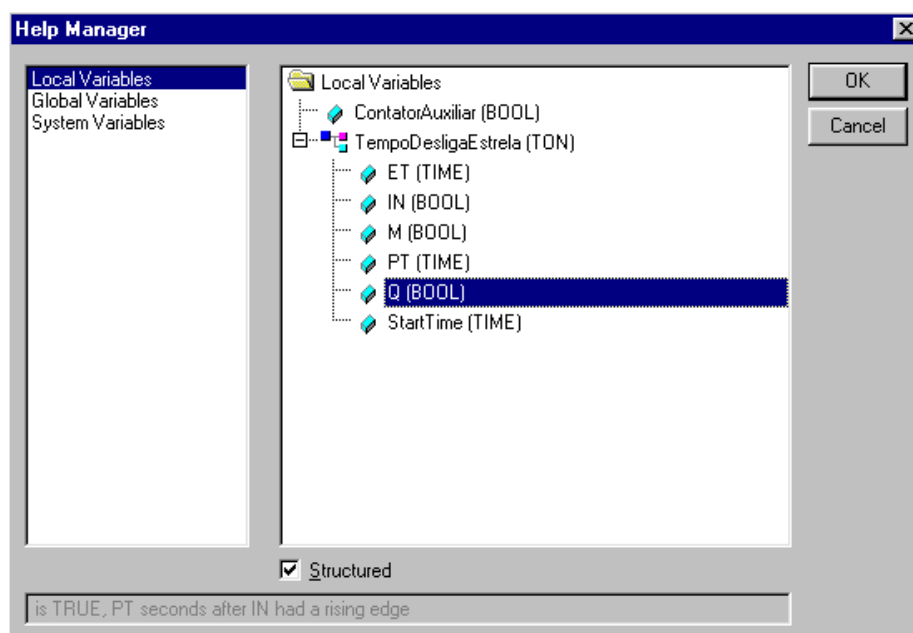 Help Manager
Local Variables
Global Variables
System Variables
Local Variables
ContatorAuxiliar (BOOL)
TempoDesligaEstrela (TON)
ET (TIME)
IN (BOOL)
M (BOOL)
PT (TIME)
Q (BOOL)
StartTime (TIME)
OK
Cancel
Structured
is TRUE, PT seconds after IN had a rising edge